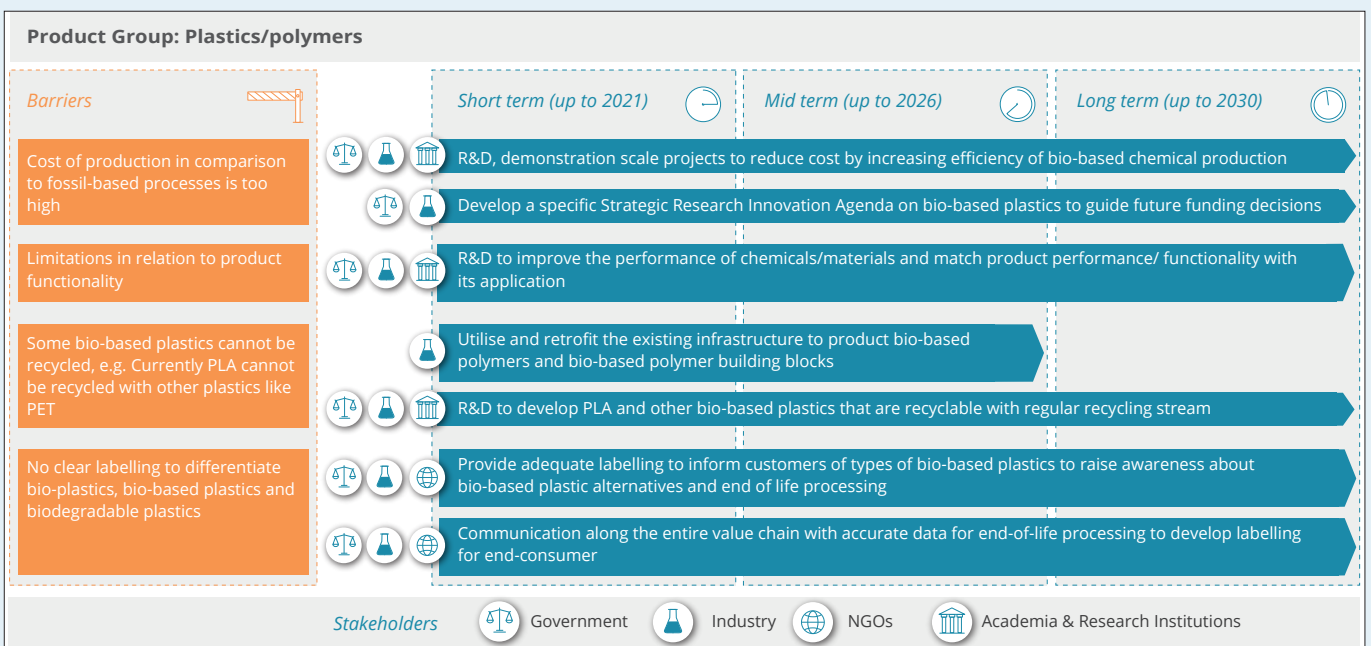 Product Group: Plastics/polymers
Barriers
Short term (up to 2021)
Mid term (up to 2026)
Long term (up to 2030)
Cost of production in comparison
to fossil-based processes is too
high
R&D, demonstration scale projects to reduce cost by increasing efficiency of bio-based chemical production
Develop a specific Strategic Research Innovation Agenda on bio-based plastics to guide future funding decisions
Limitations in relation to product
functionality
R&D to improve the performance of chemicals/materials and match product performance/ functionality with
its application
Some bio-based plastics cannot be
recycled, e.g. Currently PLA cannot
be recycled with other plastics like
PET
Utilise and retrofit the existing infrastructure to product bio-based
polymers and bio-based polymer building blocks
R&D to develop PLA and other bio-based plastics that are recyclable with regular recycling stream
No clear labelling to differentiate
bio-plastics, bio-based plastics and
biodegradable plastics
Provide adequate labelling to inform customers of types of bio-based plastics to raise awareness about
bio-based plastic alternatives and end of life processing
Communication along the entire value chain with accurate data for end-of-life processing to develop labelling
for end-consumer
Stakeholders
Government
Industry
NGOs
Academia & Research Institutions